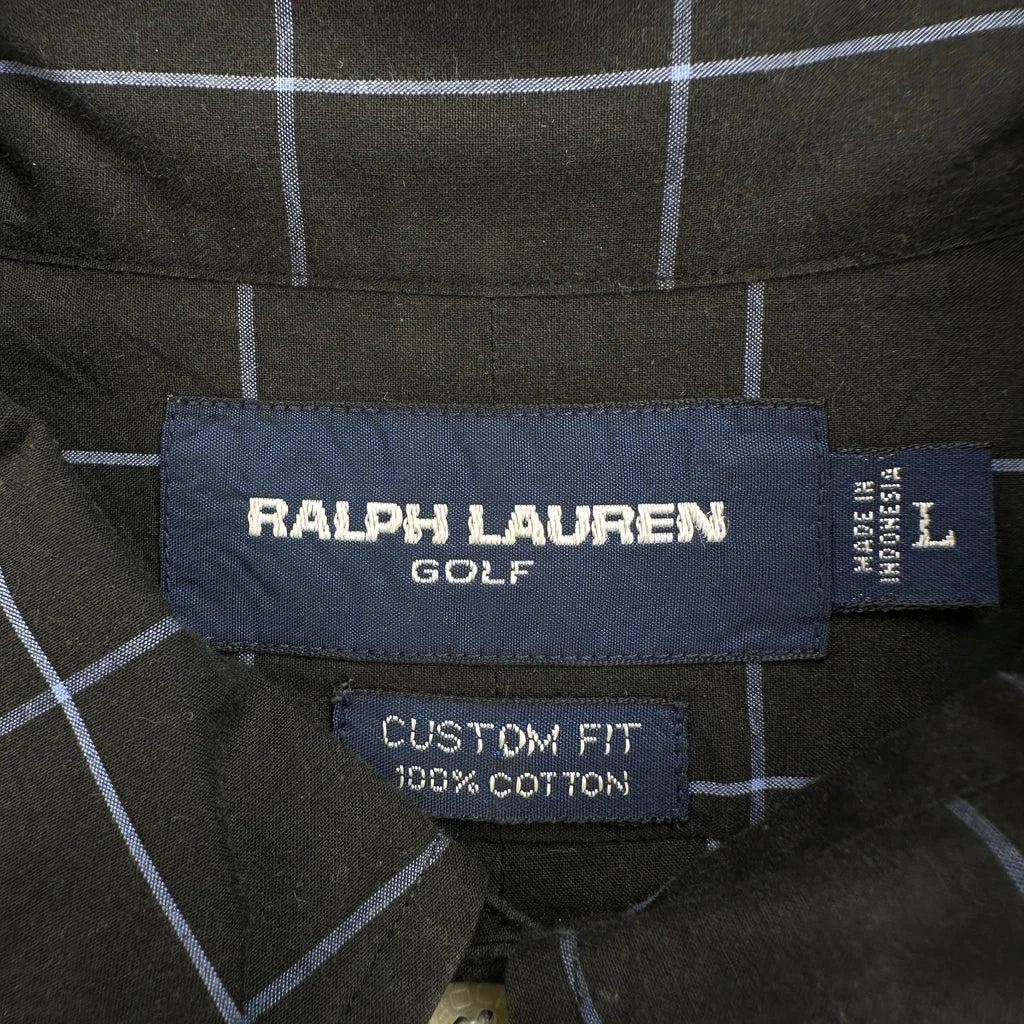 RALPH LAUREN
GOLF
MADE IN
INDONESIA
L
CUSTOM FIT
100% COTTON